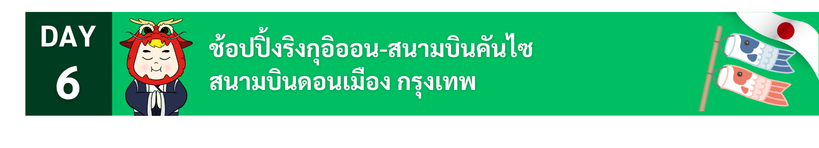 DAY
6
ช้อปปิ้งริงกุอิออน-สนามบินคันไซ
สนามบินดอนเมือง กรุงเทพ